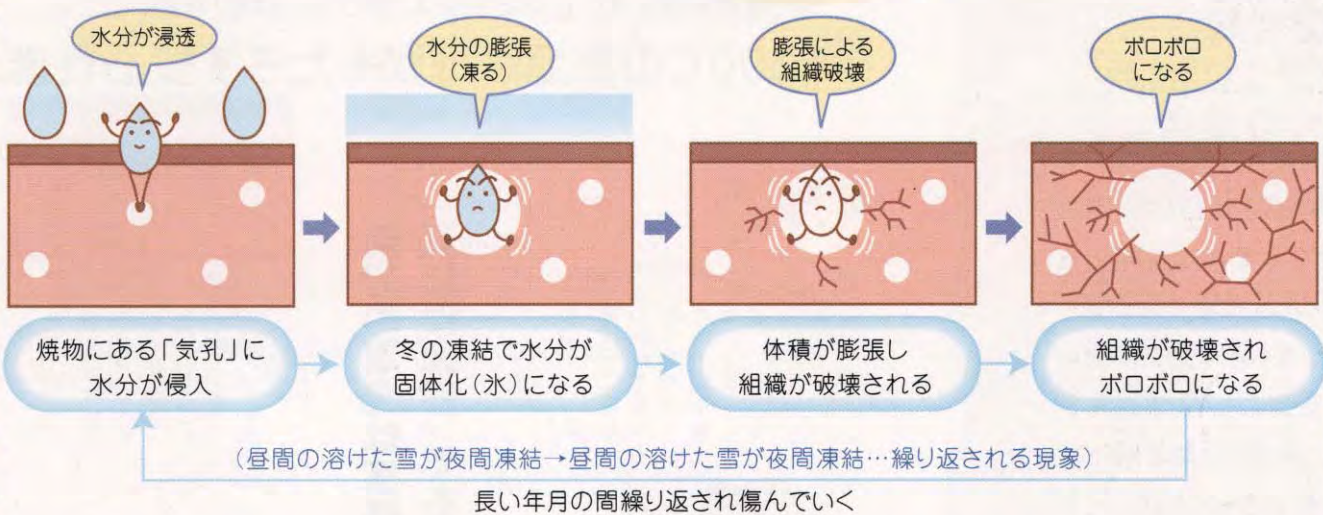 水分が浸透
水分の膨張
(凍る)
膨張による
組織破壊
ボロボロ
になる
焼物にある「気孔」に
水分が侵入
冬の凍結で水分が
固体化(氷)になる
体積が膨張し
組織が破壊される
組織が破壊され
ボロボロになる
(昼間の溶けた雪が夜間凍結→昼間の溶けた雪が夜間凍結…繰り返される現象)
長い年月の間繰り返され傷んでいく